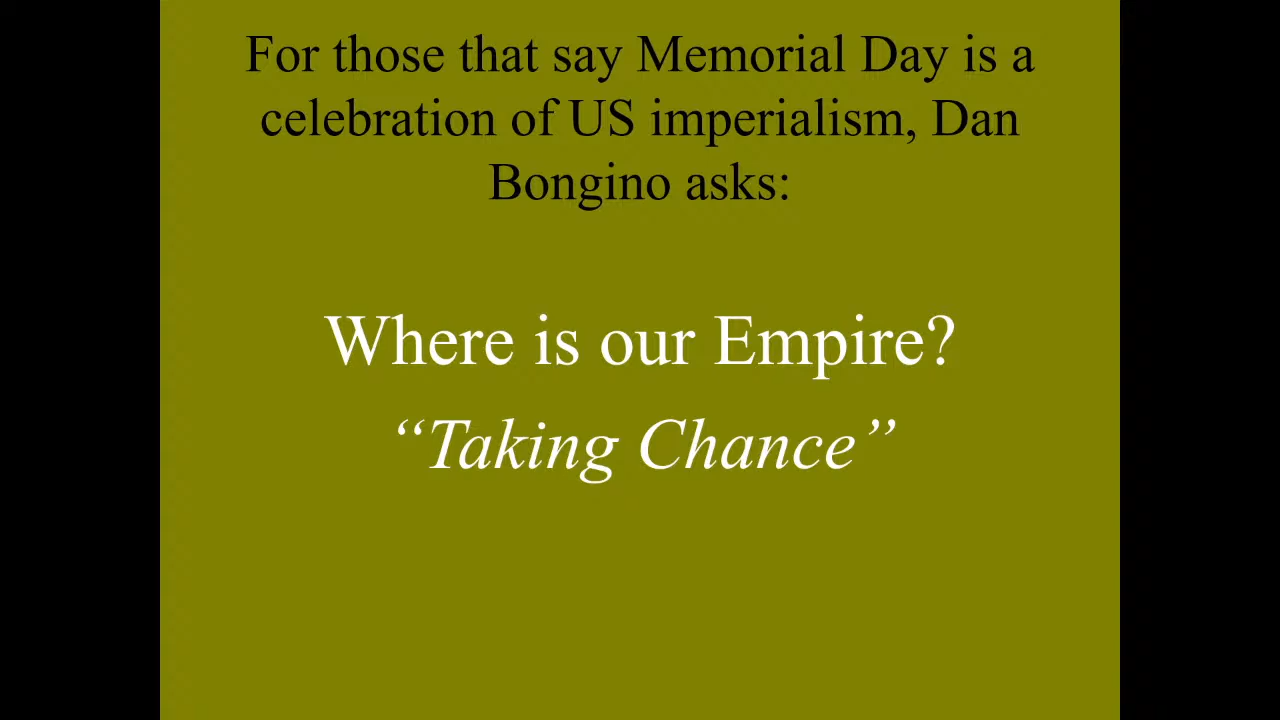 For those that say Memorial Day is a
celebration of US imperialism, Dan
Bongino asks:
Where is our Empire?
“Taking Chance”